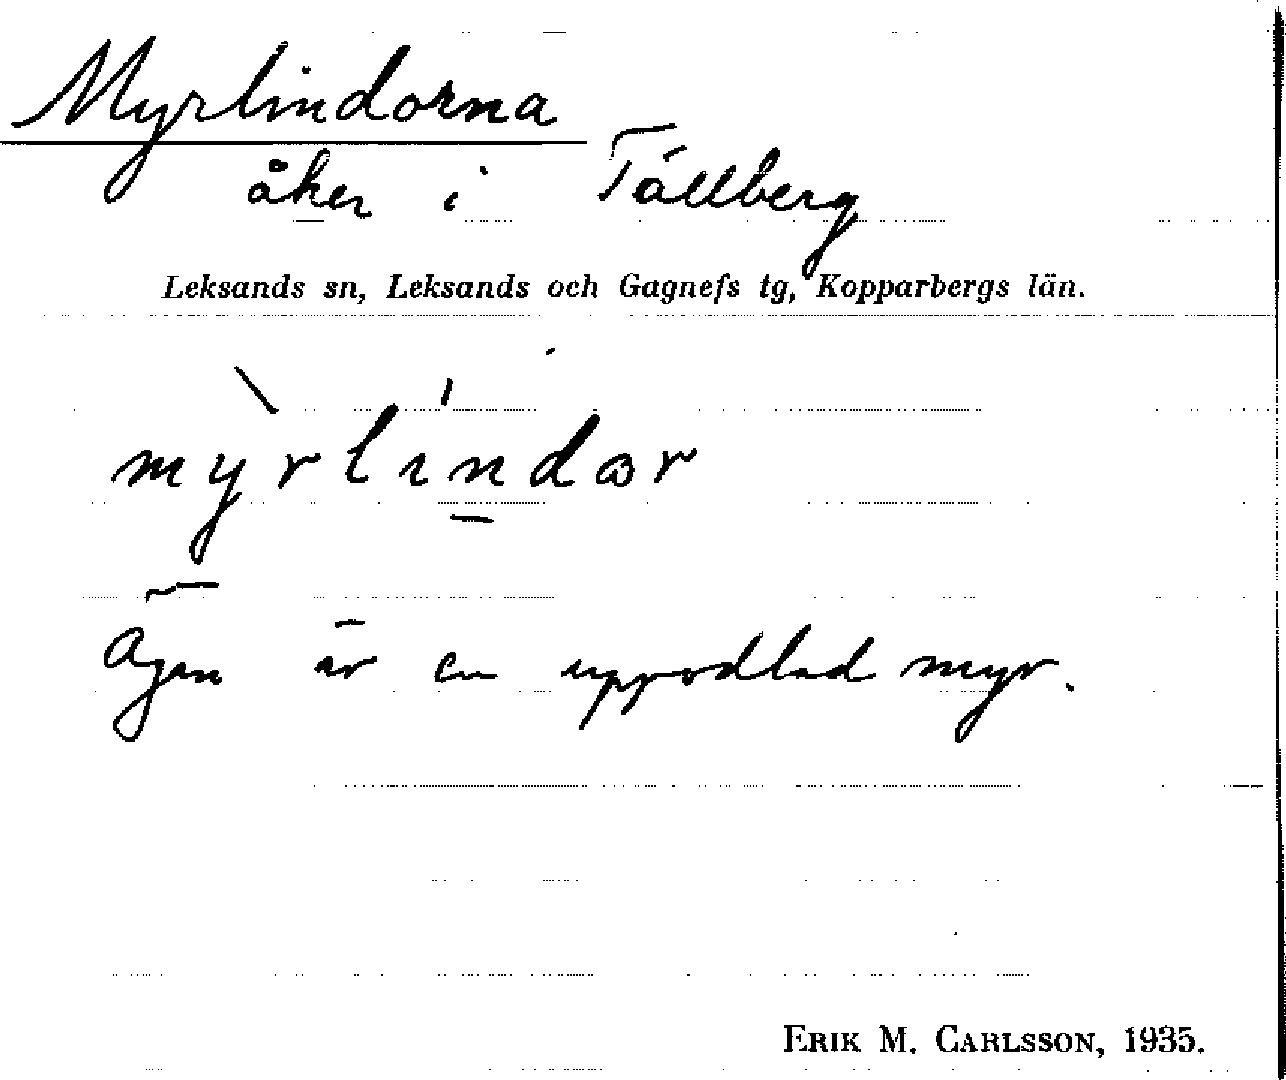 Myrlindorna
åker i Tällberg
Leksands sn, Leksands och Gagnefs tg, Kopparbergs län.
mỳrlíndɷr
Ägan är en uppodlad myr.
ERIK M. CARLSSON, 1935.